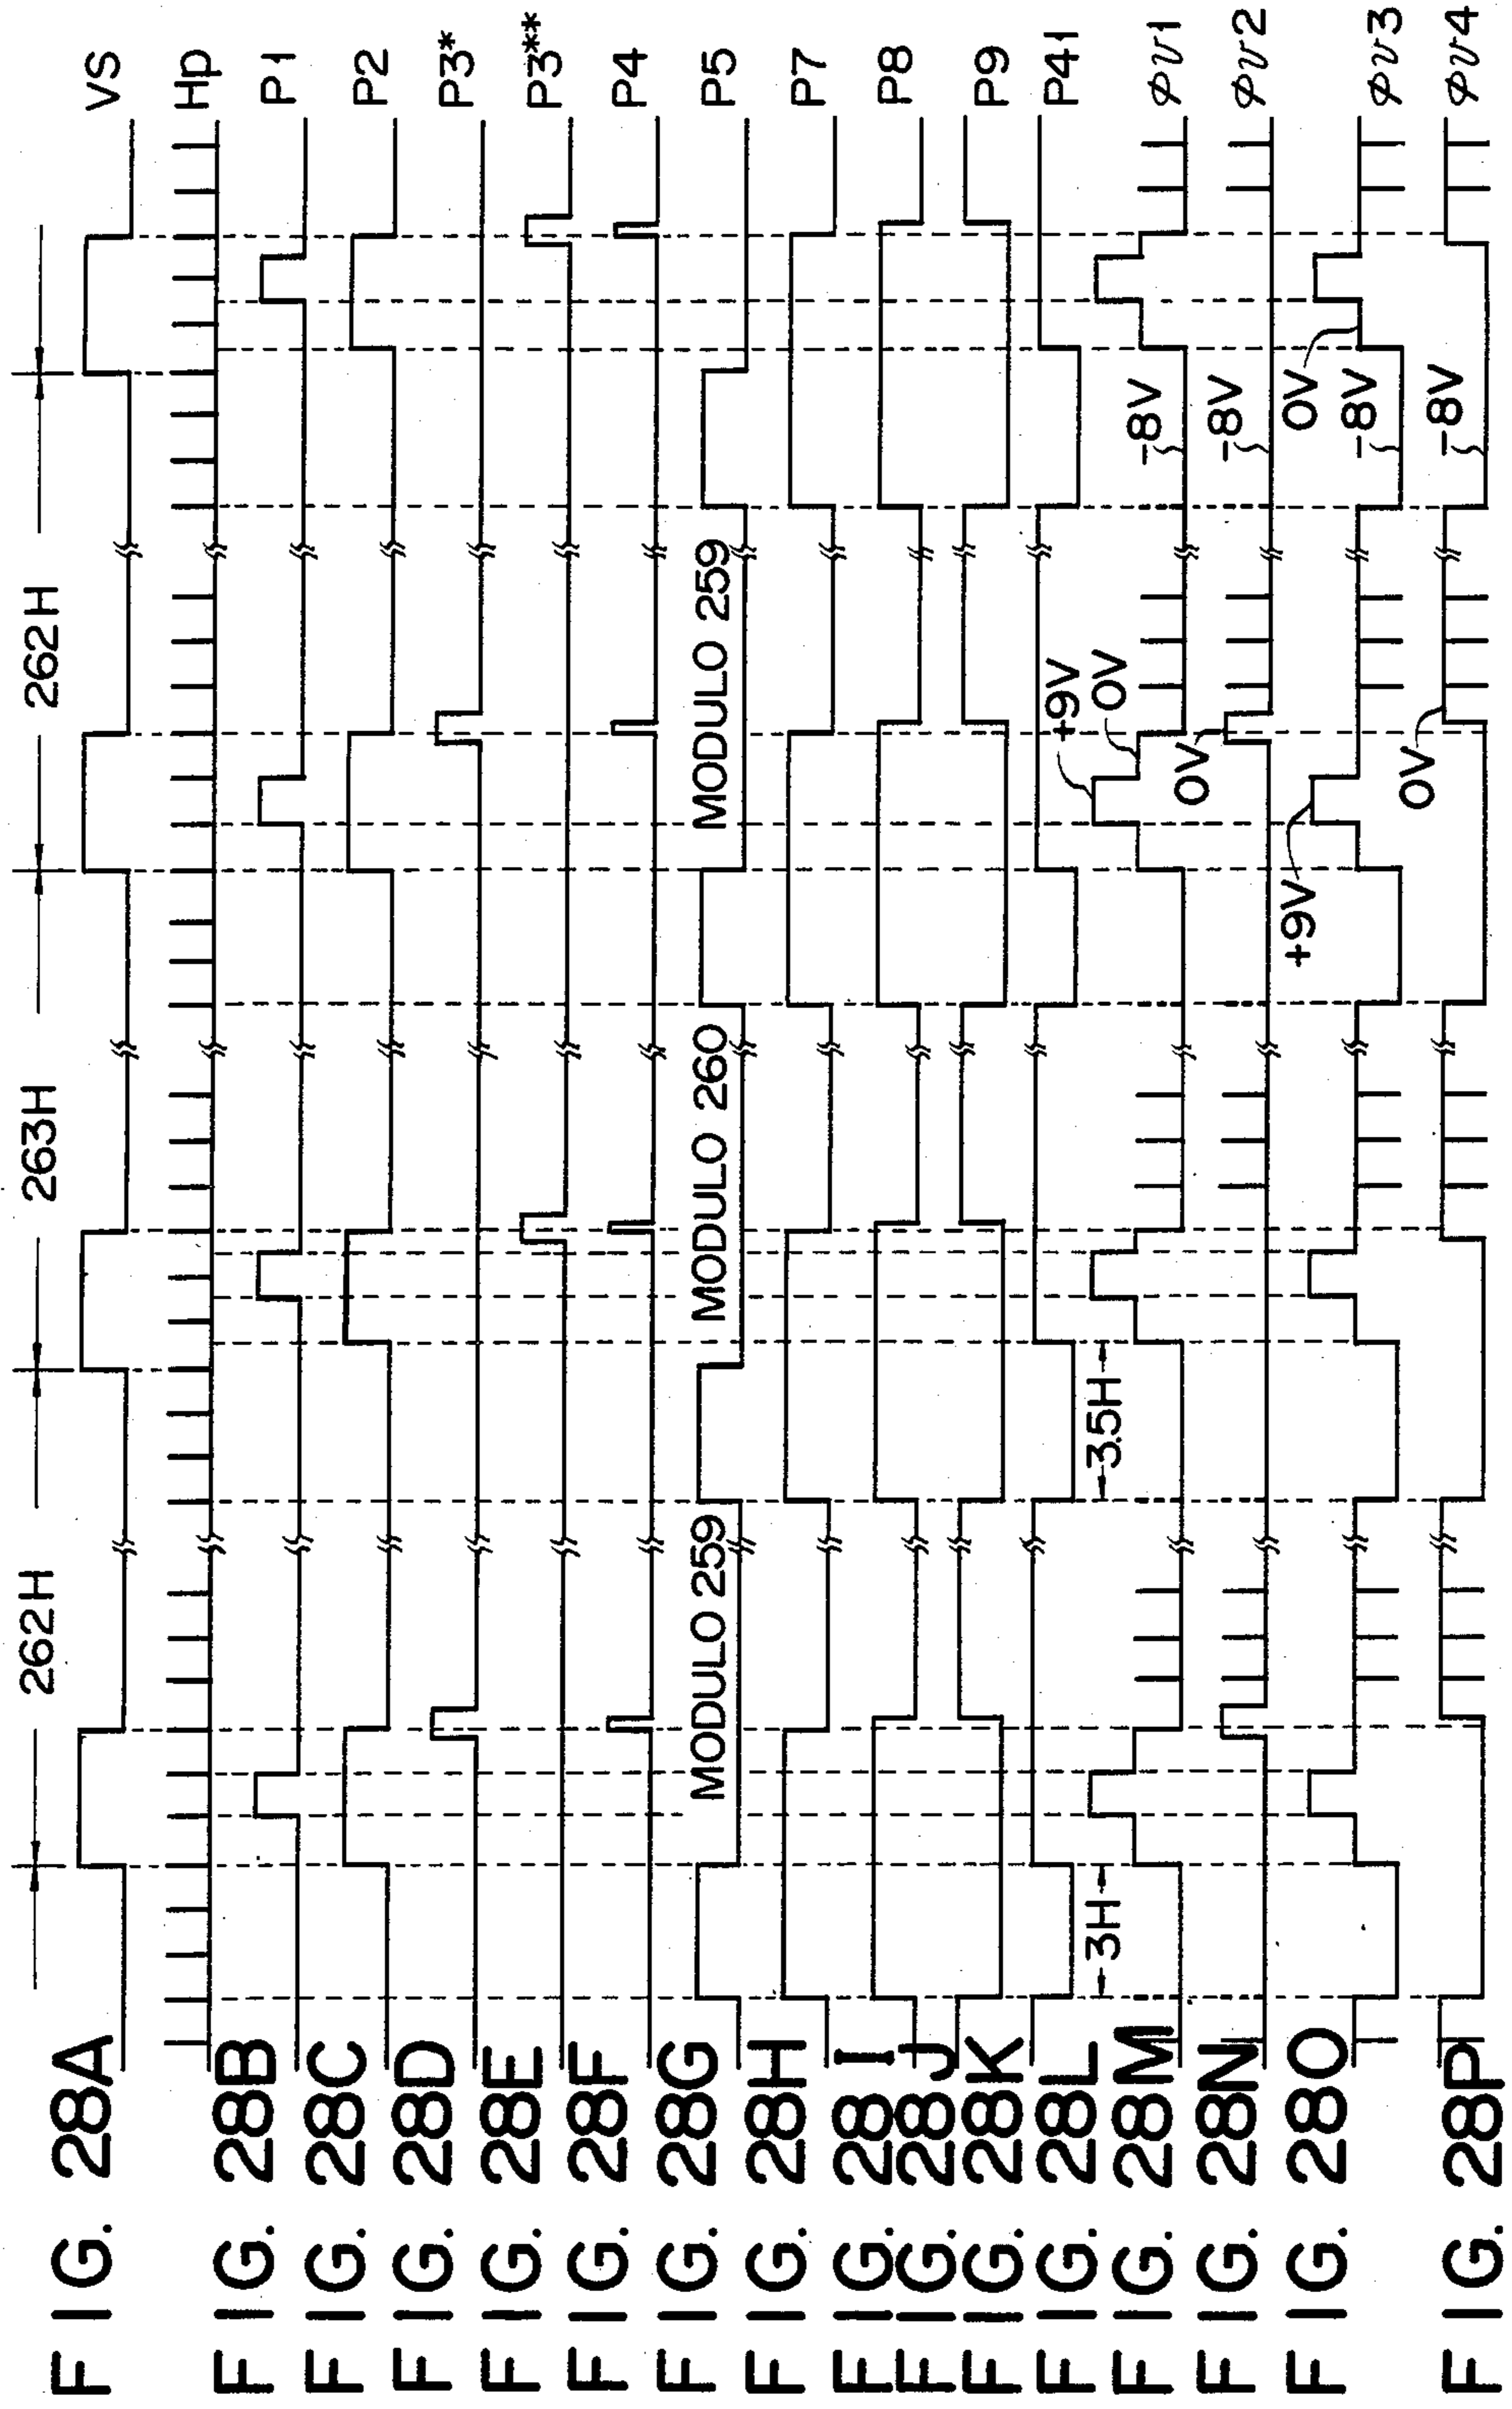 262H 263H 262H
FIG. 28A VS
Hp
FIG. 28B P1
FIG. 28C P2
FIG. 28D P3*
FIG. 28E P3**
FIG. 28F P4
FIG. 28G MODULO 259 MODULO 260 MODULO 259 P5
FIG. 28H P7
FIG. 28I P8
FIG. 28J
FIG. 28K P9
FIG. 28L P41
3H 3.5H +9V 0V
FIG. 28M -8V φV1
FIG. 28N 0V -8V φV2
+9V 0V
FIG. 28O -8V φV3
0V -8V
FIG. 28P φV4